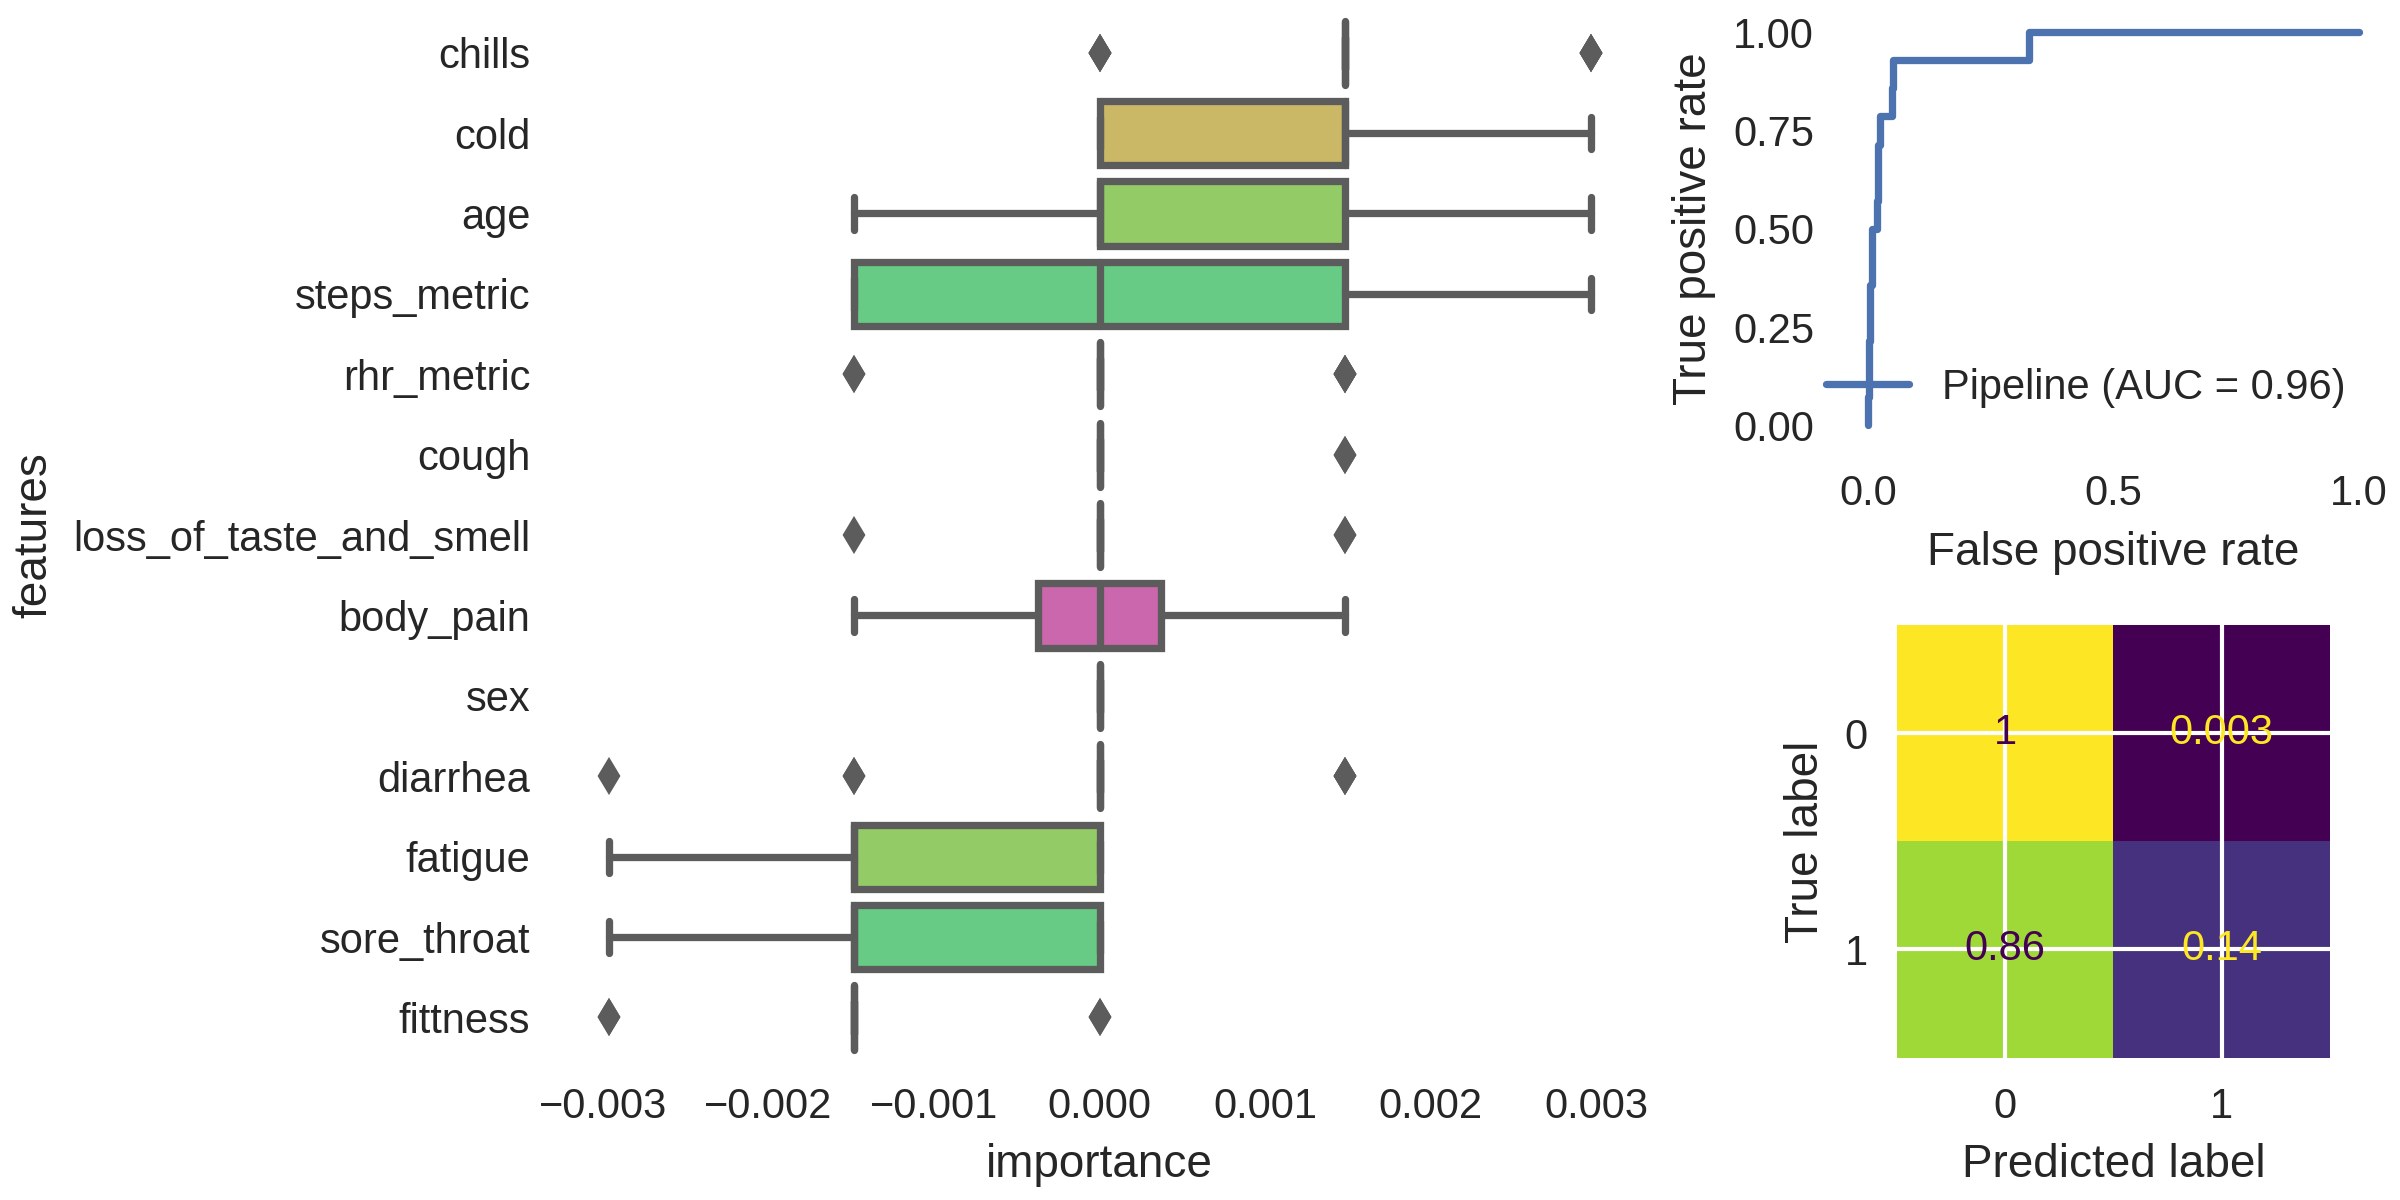 features
chills
cold
age
steps_metric
rhr_metric
cough
loss_of_taste_and_smell
body_pain
sex
diarrhea
fatigue
sore_throat
fittness
−0.003 −0.002 −0.001 0.000 0.001 0.002 0.003
importance
True positive rate
1.00
0.75
0.50
0.25
0.00
Pipeline (AUC = 0.96)
0.0 0.5 1.0
False positive rate
True label
0 1 0.003
1 0.86 0.14
0 1
Predicted label